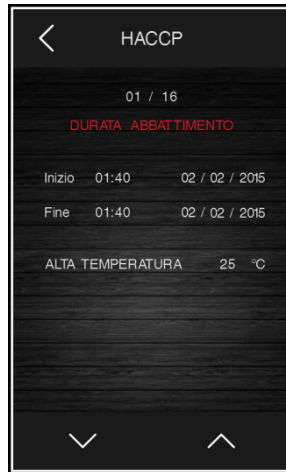 HACCP
01 / 16
DURATA ABBATTIMENTO
Inizio 01:40 02 / 02 / 2015
Fine 01:40 02 / 02 / 2015
ALTA TEMPERATURA 25 °C